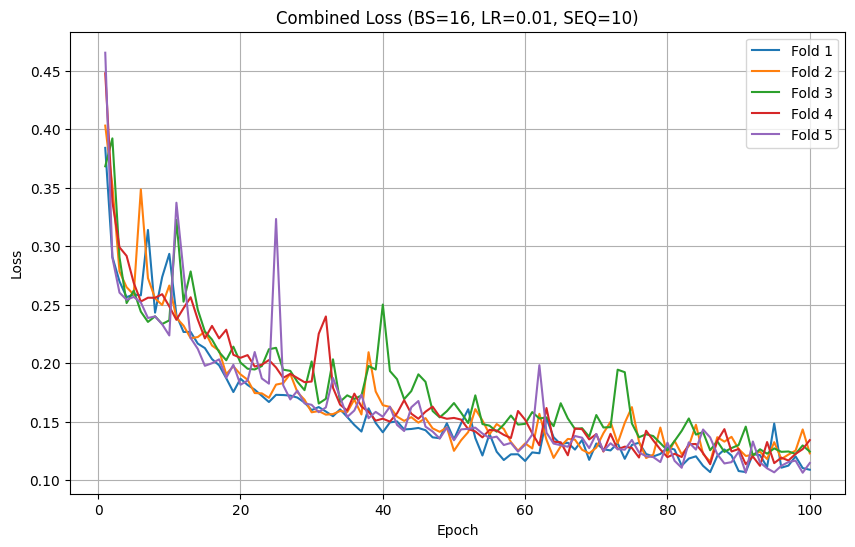 Combined Loss (BS=16, LR=0.01, SEQ=10)
Fold 1
Fold 2
Fold 3
Fold 4
Fold 5
Loss
0.45
0.40
0.35
0.30
0.25
0.20
0.15
0.10
0 20 40 60 80 100
Epoch